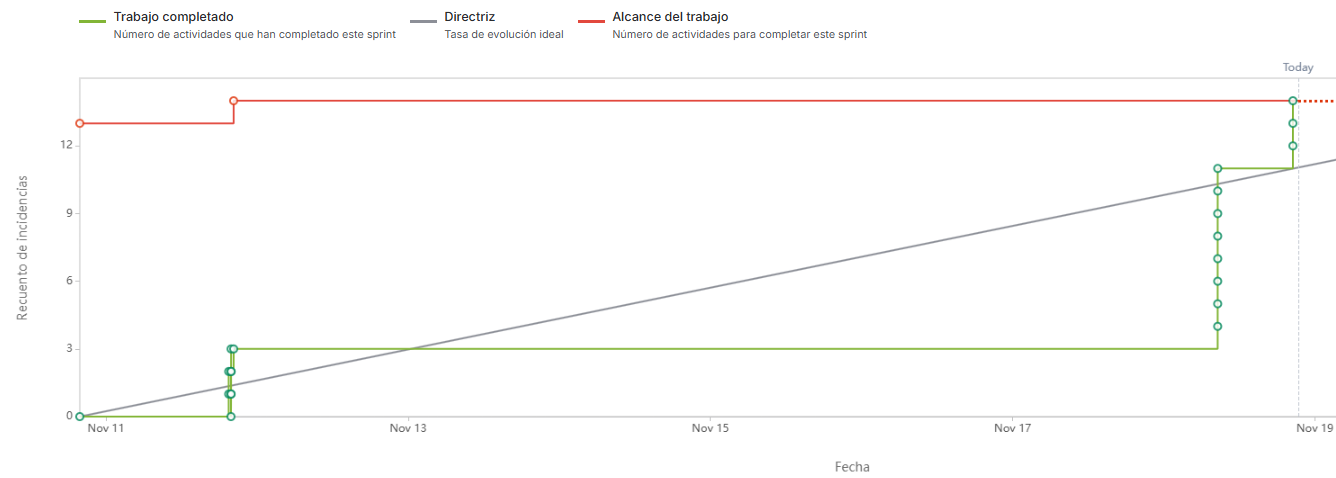 Trabajo completado
Número de actividades que han completado este sprint
Directriz
Tasa de evolución ideal
Alcance del trabajo
Número de actividades para completar este sprint
Today
12
9
6
3
0
Recuento de incidencias
Nov 11
Nov 13
Nov 15
Nov 17
Nov 19
Fecha